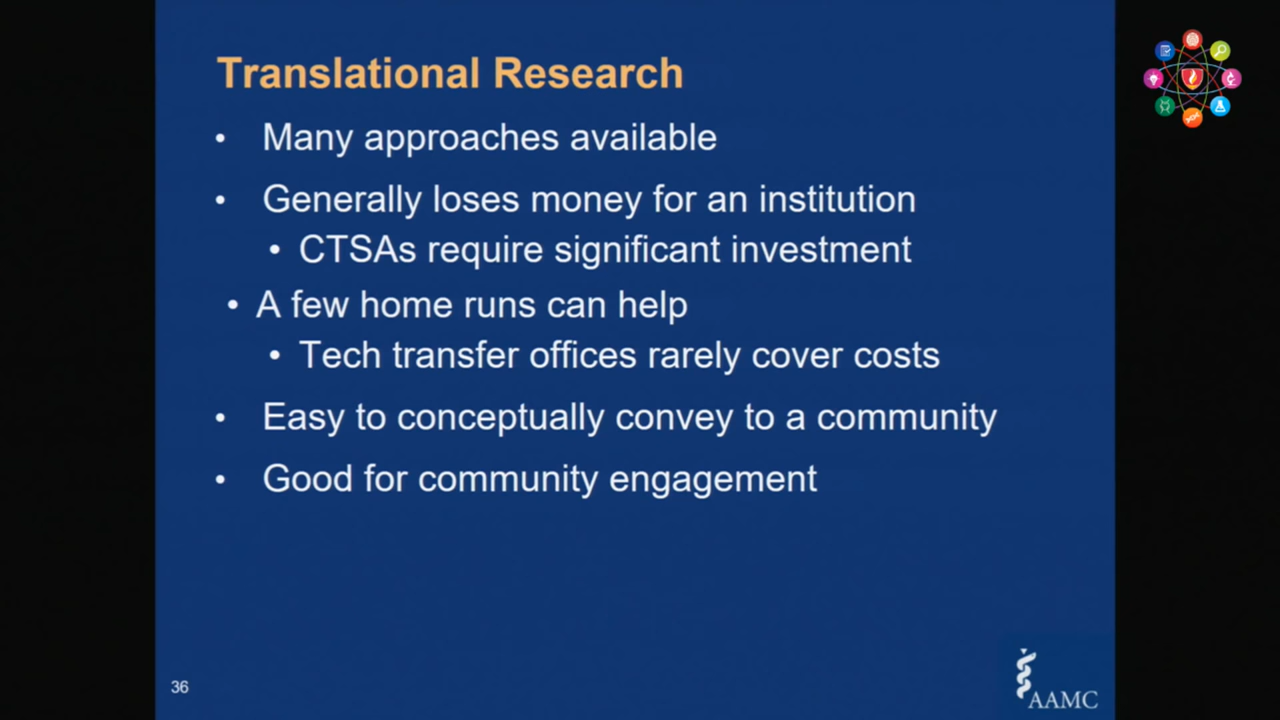 Translational Research
• Many approaches available
• Generally loses money for an institution
• CTSAs require significant investment
• A few home runs can help
• Tech transfer offices rarely cover costs
• Easy to conceptually convey to a community
• Good for community engagement
36
AAMC